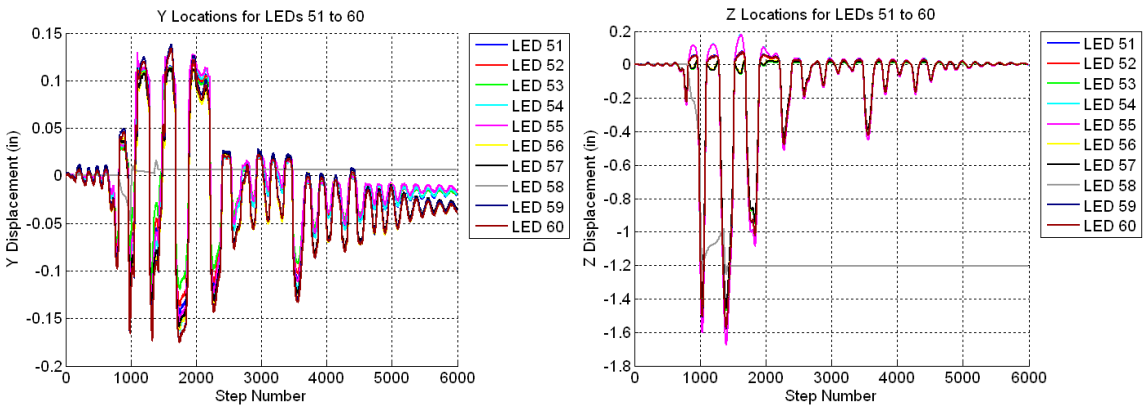 Y Locations for LEDs 51 to 60
0.15
0.1
0.05
0
-0.05
-0.1
-0.15
-0.2
Y Displacement (in)
0 1000 2000 3000 4000 5000 6000
Step Number
LED 51
LED 52
LED 53
LED 54
LED 55
LED 56
LED 57
LED 58
LED 59
LED 60
Z Locations for LEDs 51 to 60
0.2
0
-0.2
-0.4
-0.6
-0.8
-1
-1.2
-1.4
-1.6
-1.8
Z Displacement (in)
0 1000 2000 3000 4000 5000 6000
Step Number
LED 51
LED 52
LED 53
LED 54
LED 55
LED 56
LED 57
LED 58
LED 59
LED 60